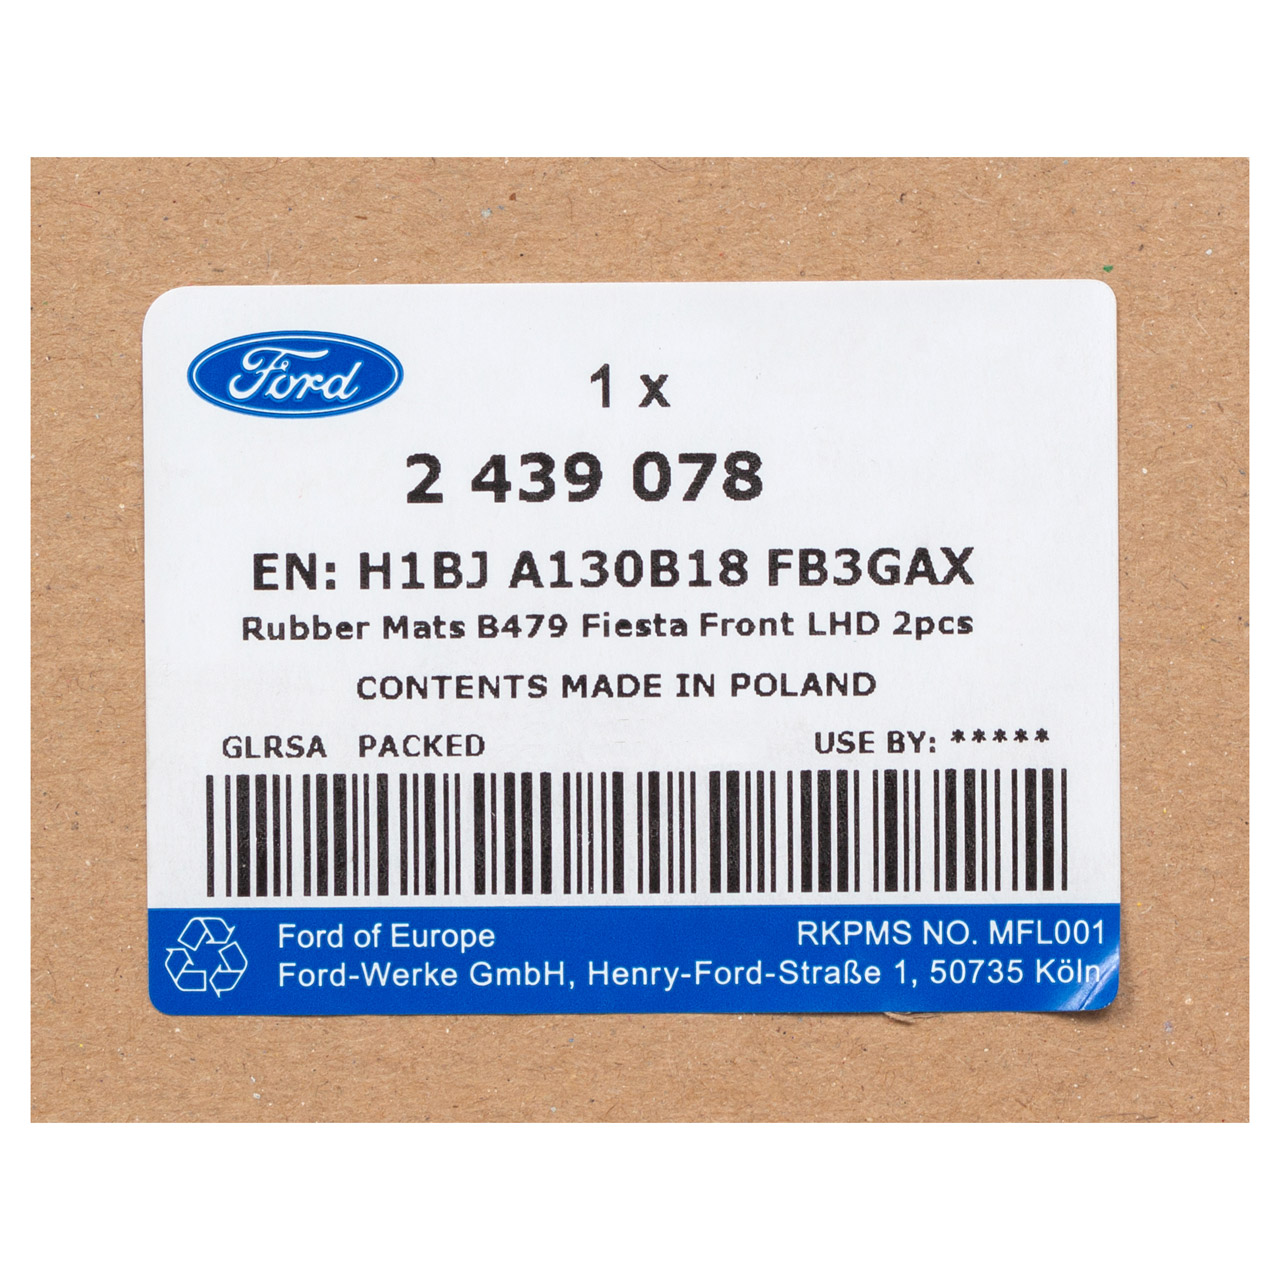 Ford
1 x
2 439 078
EN: H1BJ A130B18 FB3GAX
Rubber Mats B479 Fiesta Front LHD 2pcs
CONTENTS MADE IN POLAND
GLRSA PACKED USE BY: *****
Ford of Europe RKPMS NO. MFL001
Ford-Werke GmbH, Henry-Ford-Straße 1, 50735 Köln